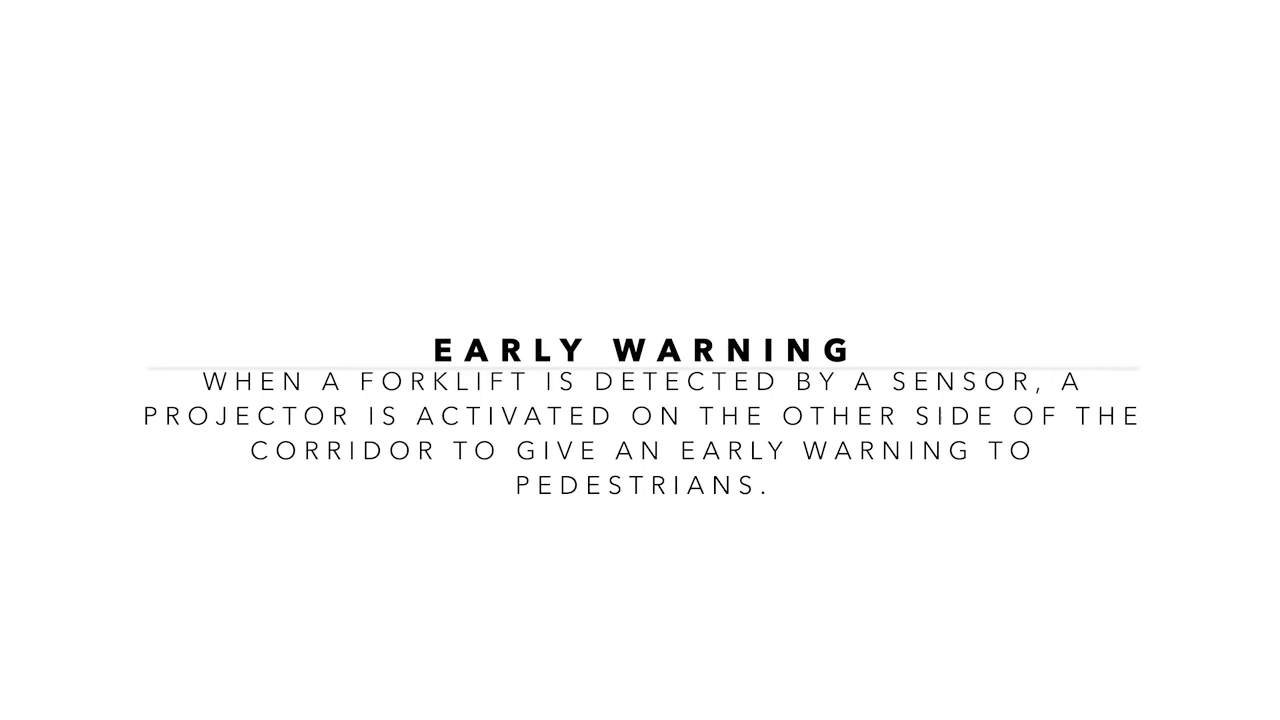 EARLY WARNING
WHEN A FORKLIFT IS DETECTED BY A SENSOR, A
PROJECTOR IS ACTIVATED ON THE OTHER SIDE OF THE
CORRIDOR TO GIVE AN EARLY WARNING TO
PEDESTRIANS.